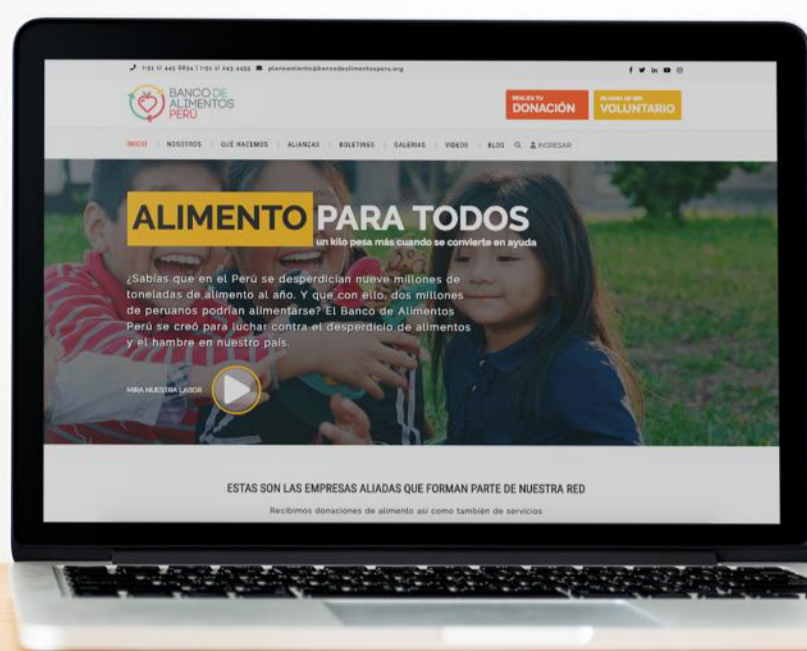 planeamiento@bancodealimentosperu.org
BANCO DE
ALIMENTOS
PERÚ
REALIZA TU
DONACIÓN
VOLUNTARIO
INICIO | NOSOTROS | QUÉ HACEMOS | ALIANZAS | BOLETINES | GALERIAS | VIDEOS | BLOG INGRESAR
ALIMENTO PARA TODOS
un kilo pesa más cuando se convierte en ayuda
¿Sabías que en el Perú se desperdician nueve millones de
toneladas de alimento al año. Y que con ello, dos millones
de peruanos podrían alimentarse? El Banco de Alimentos
Perú se creó para luchar contra el desperdicio de alimentos
y el hambre en nuestro país.
MIRA NUESTRA LABOR
ESTAS SON LAS EMPRESAS ALIADAS QUE FORMAN PARTE DE NUESTRA RED
Recibimos donaciones de alimento así como también de servicios